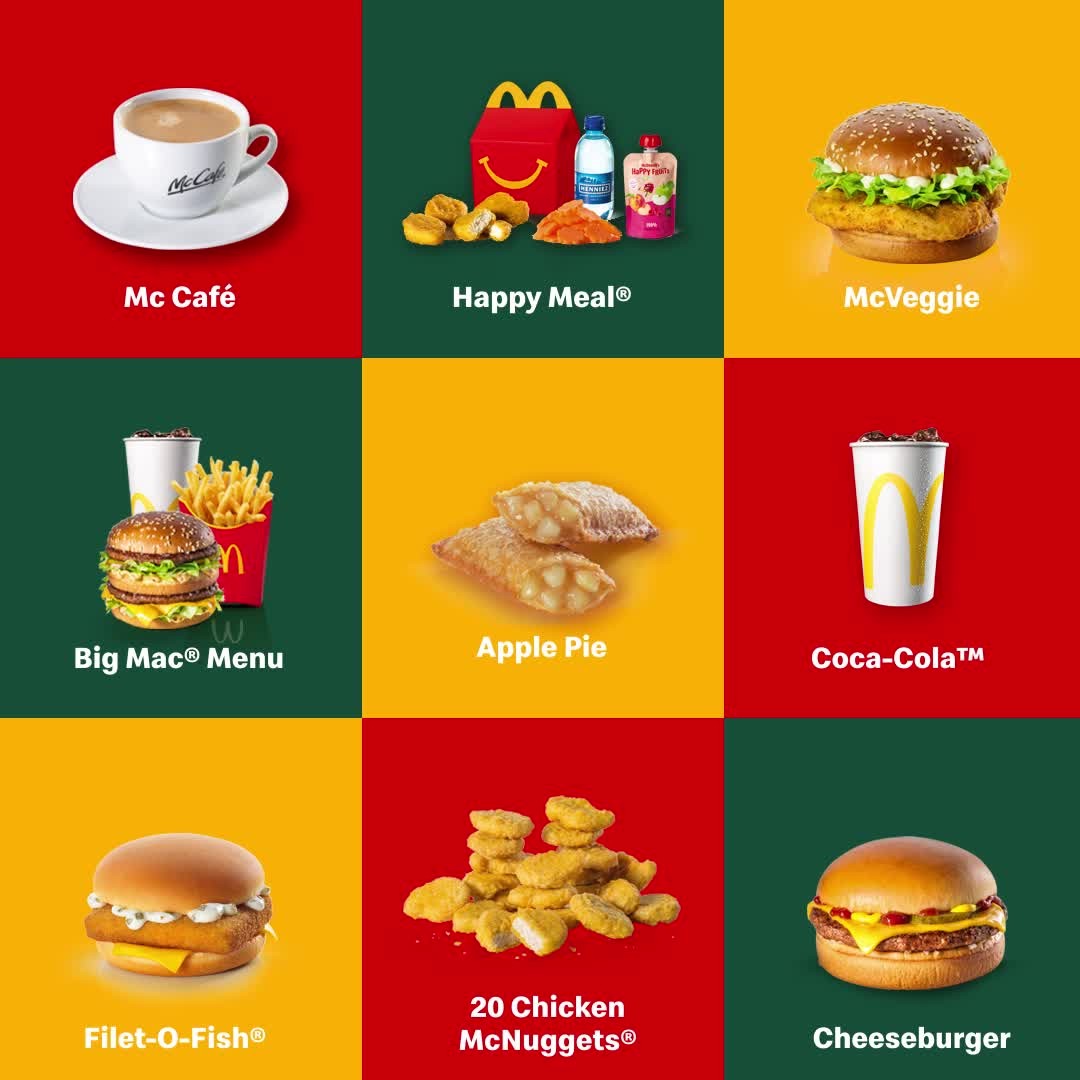 McCafé
HENNIEZ
HAPPY FRUITS
100%
Mc Café
Happy Meal®
McVeggie
Big Mac® Menu
Apple Pie
Coca-Cola™
Filet-O-Fish®
20 Chicken
McNuggets®
Cheeseburger